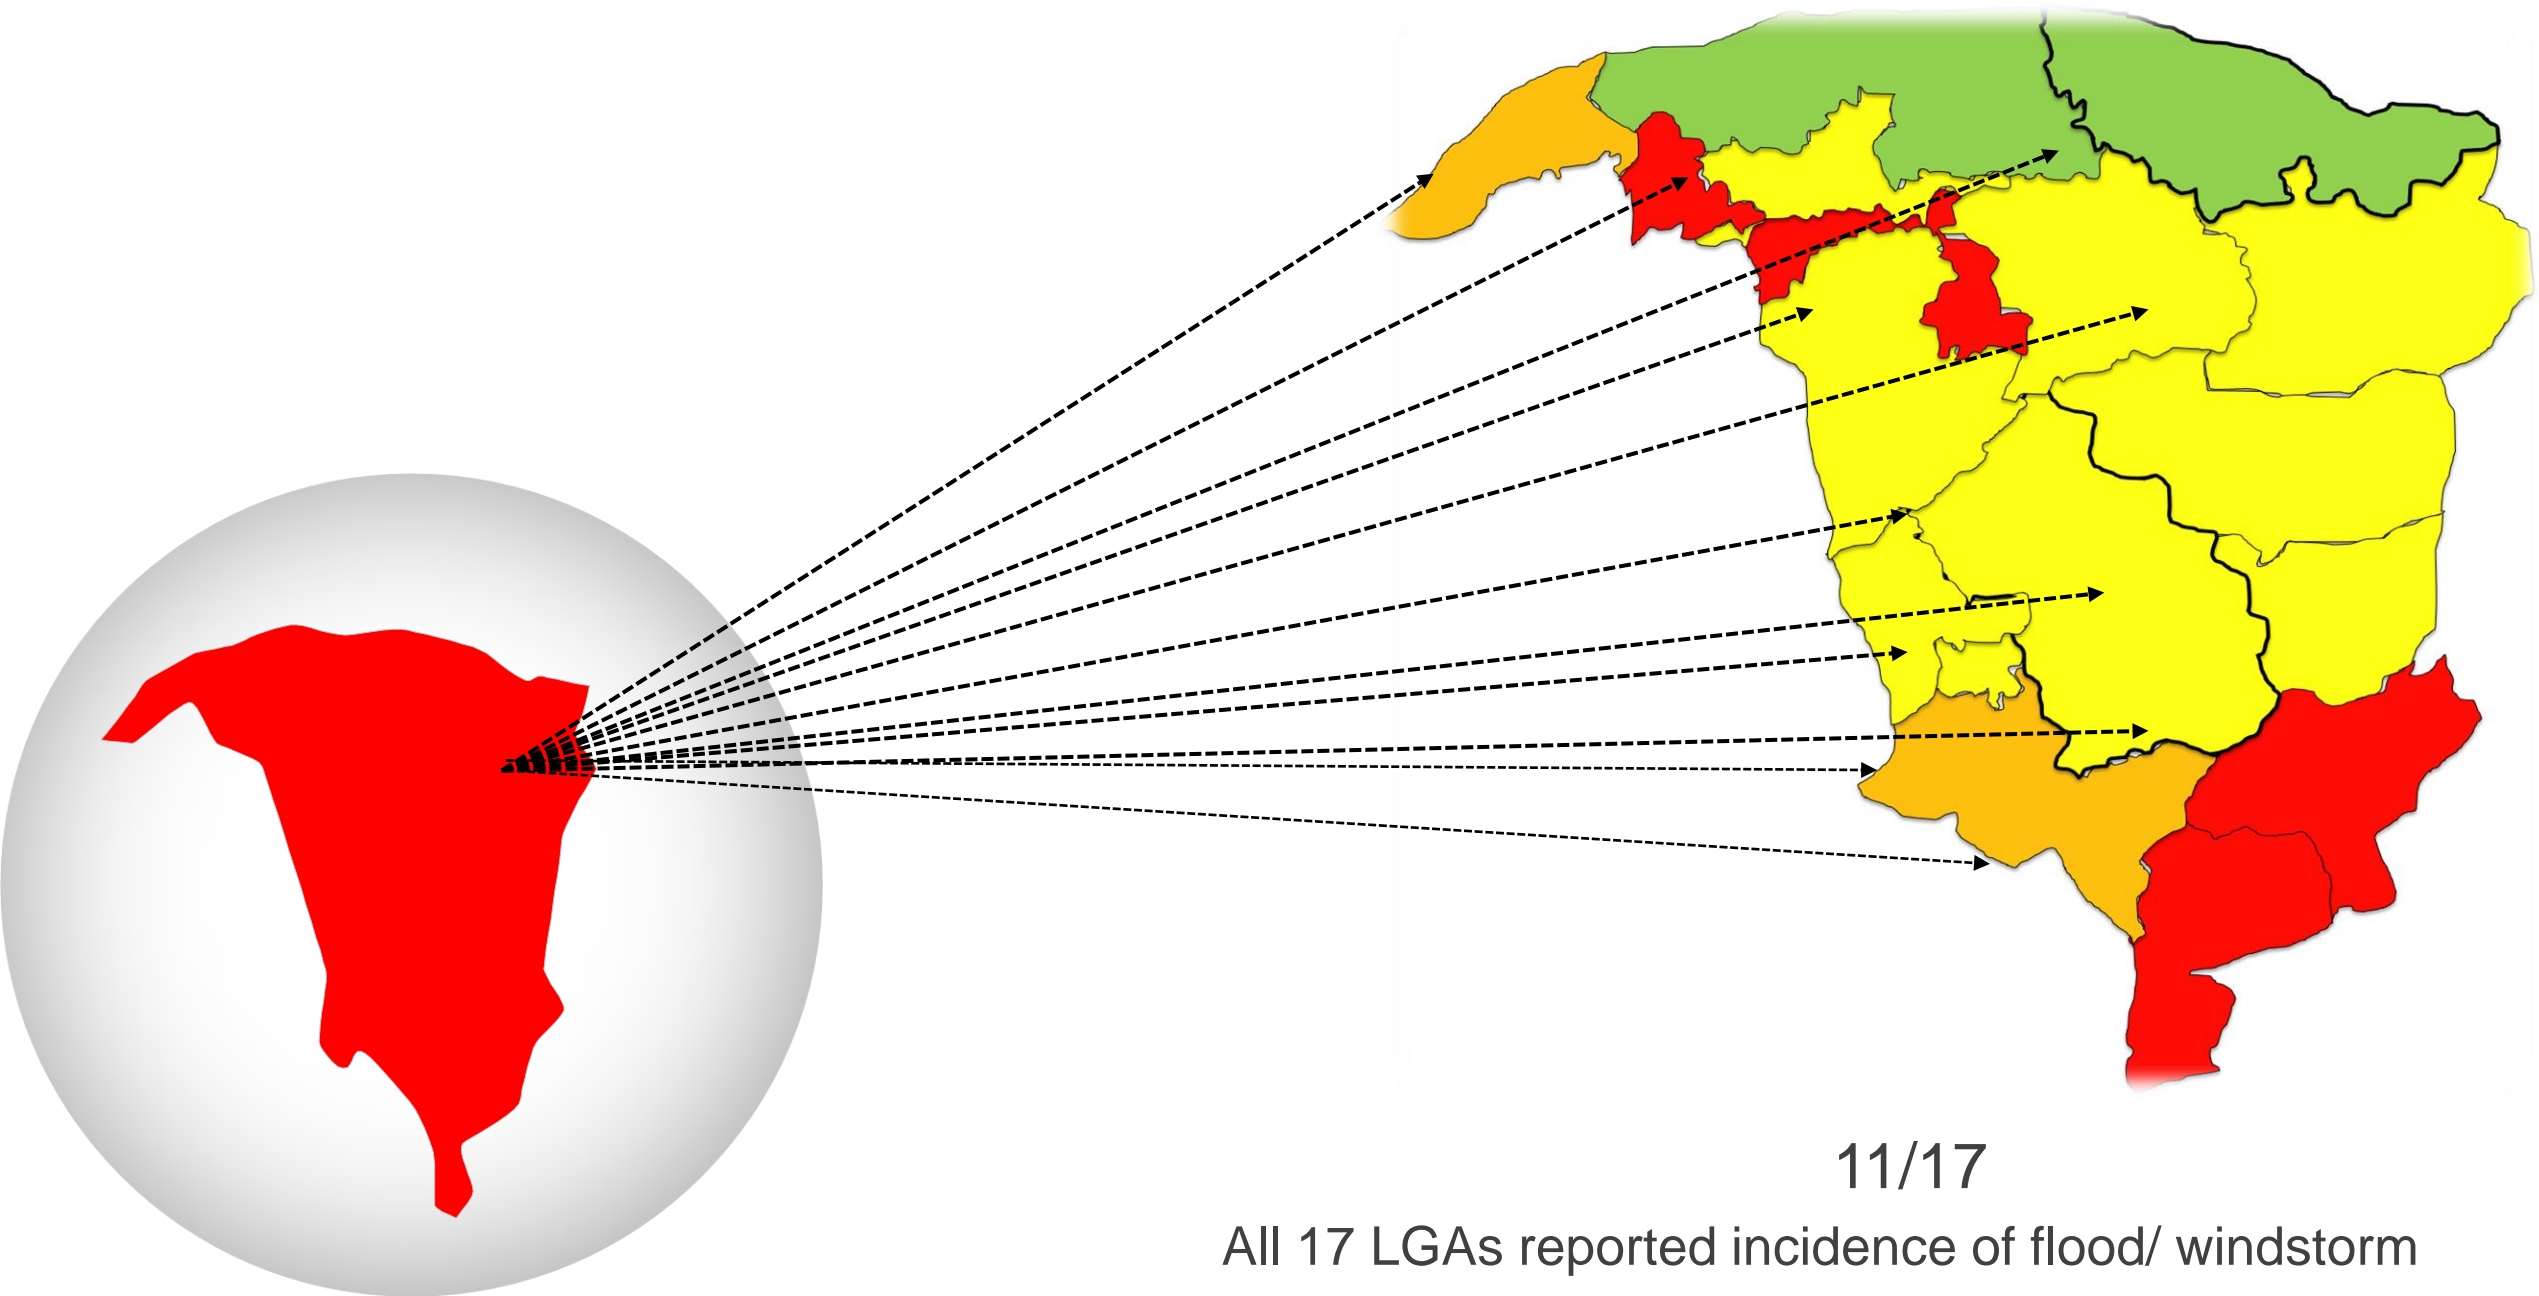 11/17
All 17 LGAs reported incidence of flood/ windstorm